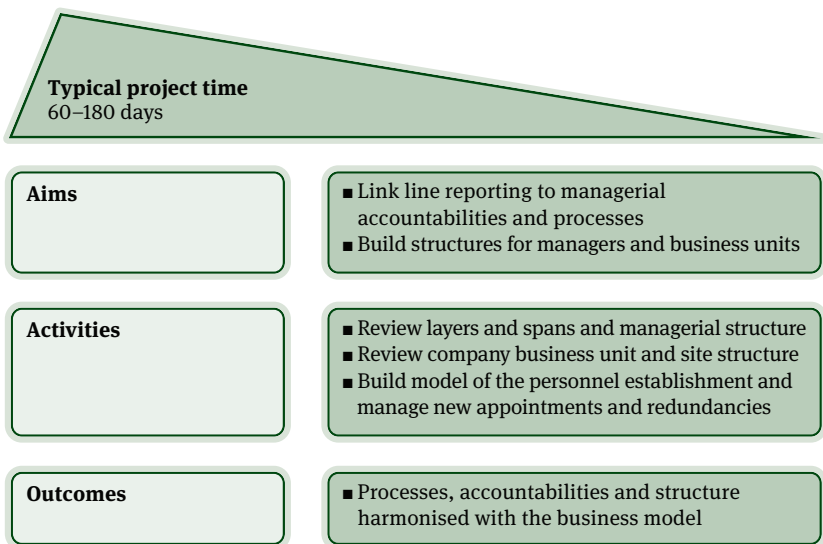 Typical project time
60–180 days
Aims
■ Link line reporting to managerial
accountabilities and processes
■ Build structures for managers and business units
Activities
■ Review layers and spans and managerial structure
■ Review company business unit and site structure
■ Build model of the personnel establishment and
manage new appointments and redundancies
Outcomes
■ Processes, accountabilities and structure
harmonised with the business model